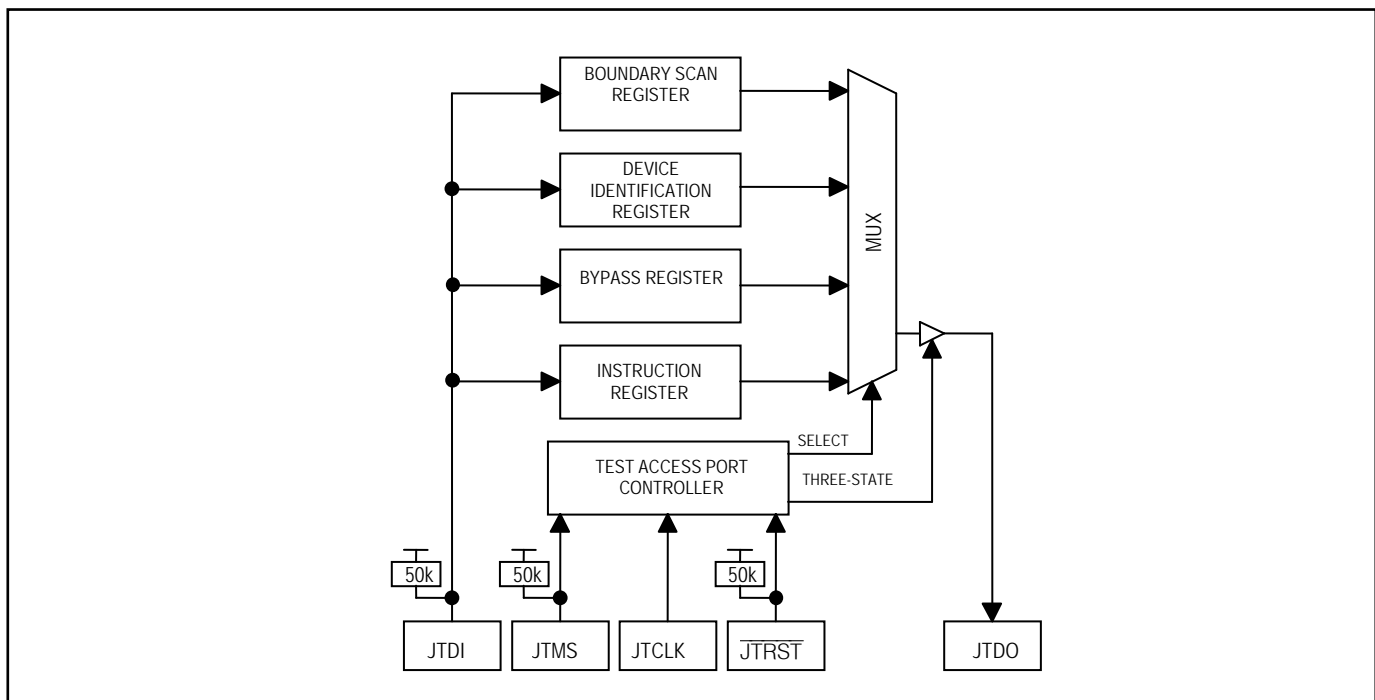 BOUNDARY SCAN
REGISTER
DEVICE
IDENTIFICATION
REGISTER
BYPASS REGISTER
INSTRUCTION
REGISTER
MUX
SELECT
TEST ACCESS PORT
CONTROLLER
THREE-STATE
50k
50k
50k
JTDI
JTMS
JTCLK
JTRST
JTDO